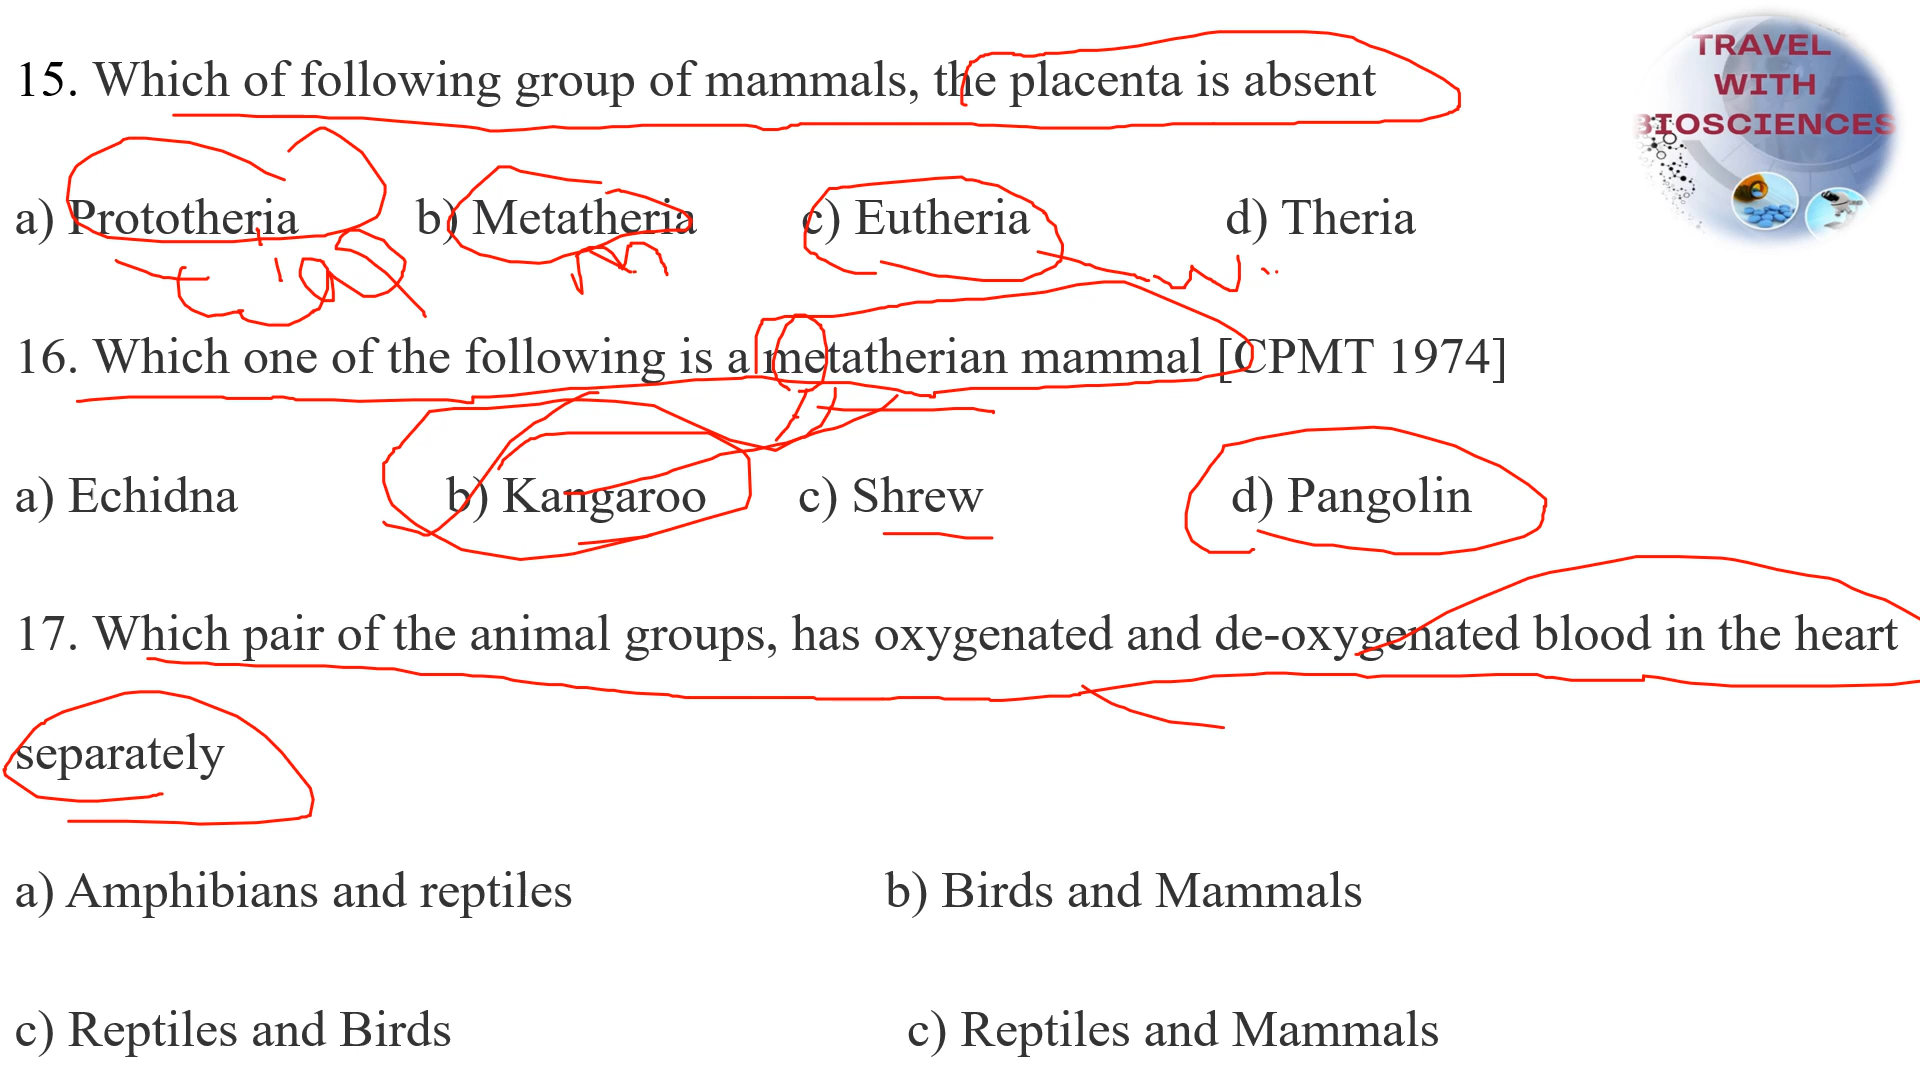 15. Which of following group of mammals, the placenta is absent
a) Prototheria b) Metatheria c) Eutheria d) Theria
16. Which one of the following is a metatherian mammal [CPMT 1974]
a) Echidna b) Kangaroo c) Shrew d) Pangolin
17. Which pair of the animal groups, has oxygenated and de-oxygenated blood in the heart
separately
a) Amphibians and reptiles b) Birds and Mammals
c) Reptiles and Birds c) Reptiles and Mammals
TRAVEL
WITH
BIOSCIENCES